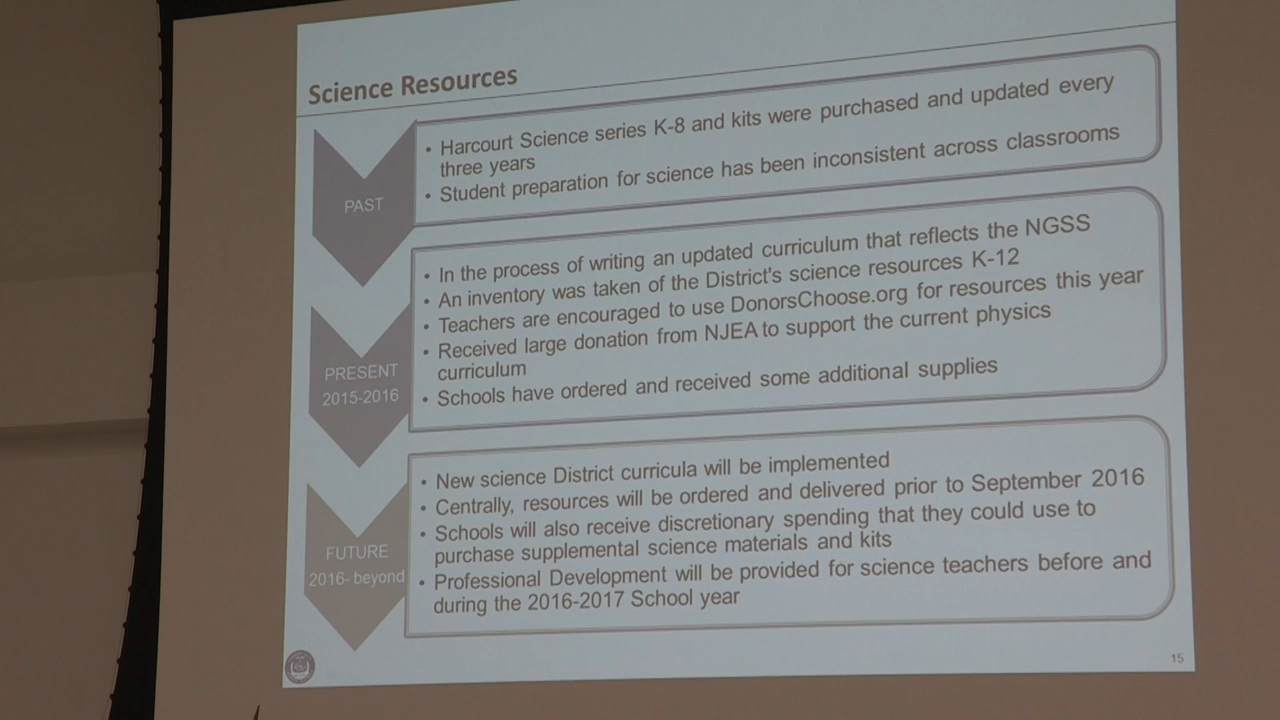 Science Resources
PAST
• Harcourt Science series K-8 and kits were purchased and updated every
three years
• Student preparation for science has been inconsistent across classrooms
PRESENT
2015-2016
• In the process of writing an updated curriculum that reflects the NGSS
• An inventory was taken of the District's science resources K-12
• Teachers are encouraged to use DonorsChoose.org for resources this year
• Received large donation from NJEA to support the current physics
curriculum
• Schools have ordered and received some additional supplies
FUTURE
2016- beyond
• New science District curricula will be implemented
• Centrally, resources will be ordered and delivered prior to September 2016
• Schools will also receive discretionary spending that they could use to
purchase supplemental science materials and kits
• Professional Development will be provided for science teachers before and
during the 2016-2017 School year
15